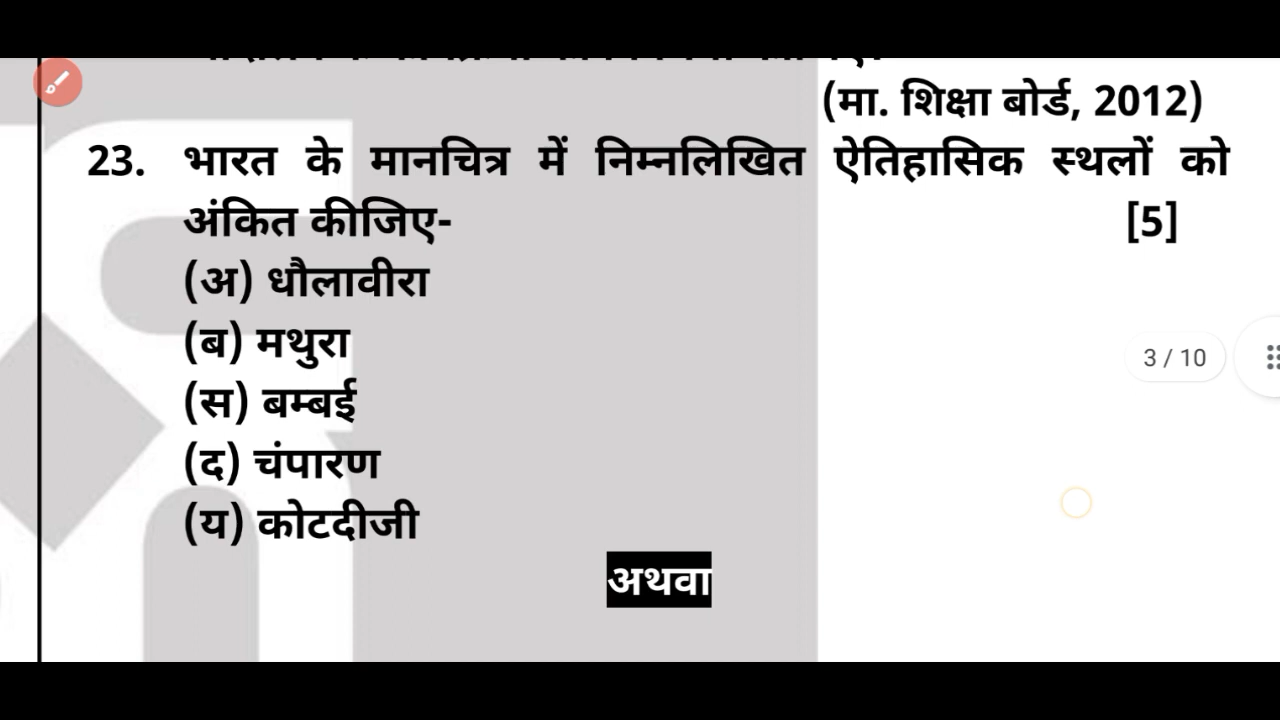 (मा. शिक्षा बोर्ड, 2012)
23. भारत के मानचित्र में निम्नलिखित ऐतिहासिक स्थलों को
अंकित कीजिए- [5]
(अ) धौलावीरा
(ब) मथुरा
(स) बम्बई
3 / 10
(द) चंपारण
(य) कोटदीजी
अथवा